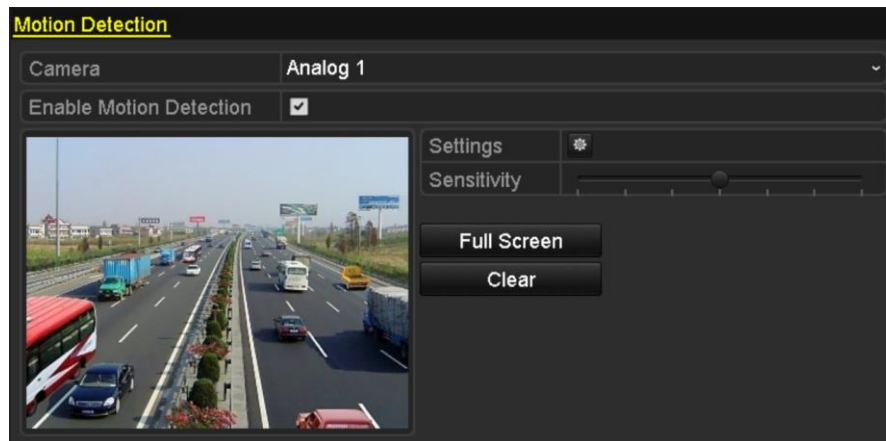 Motion Detection
Camera Analog 1
Enable Motion Detection
Settings
Sensitivity
Full Screen
Clear